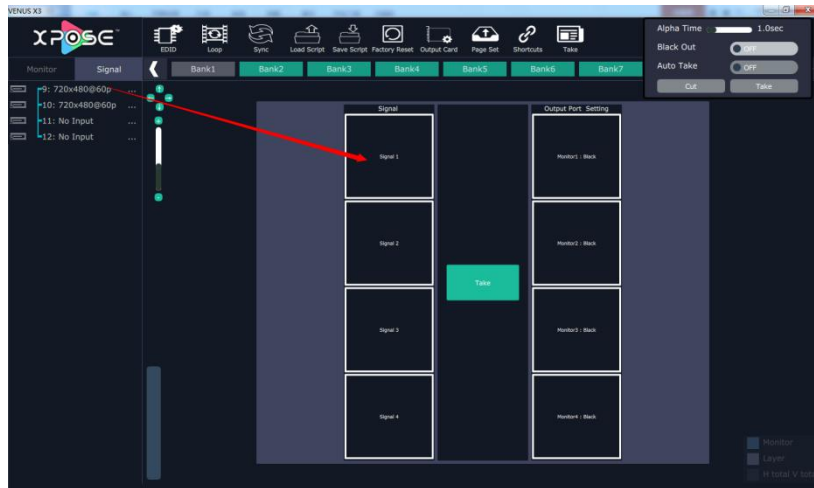 VENUS X3
XPOSE
EDID
Loop
Sync
Load Script
Save Script
Factory Reset
Output Card
Page Set
Shortcuts
Take
Alpha Time 1.0sec
Black Out OFF
Auto Take OFF
Cut Take
Monitor Signal
Bank1 Bank2 Bank3 Bank4 Bank5 Bank6 Bank7
9: 720x480@60p ...
10: 720x480@60p ...
11: No Input ...
12: No Input ...
Signal
Output Port Setting
Signal 1
Monitor1 : Black
Signal 2
Monitor2 : Black
Take
Signal 3
Monitor3 : Black
Signal 4
Monitor4 : Black
Monitor
Layer
H total V total